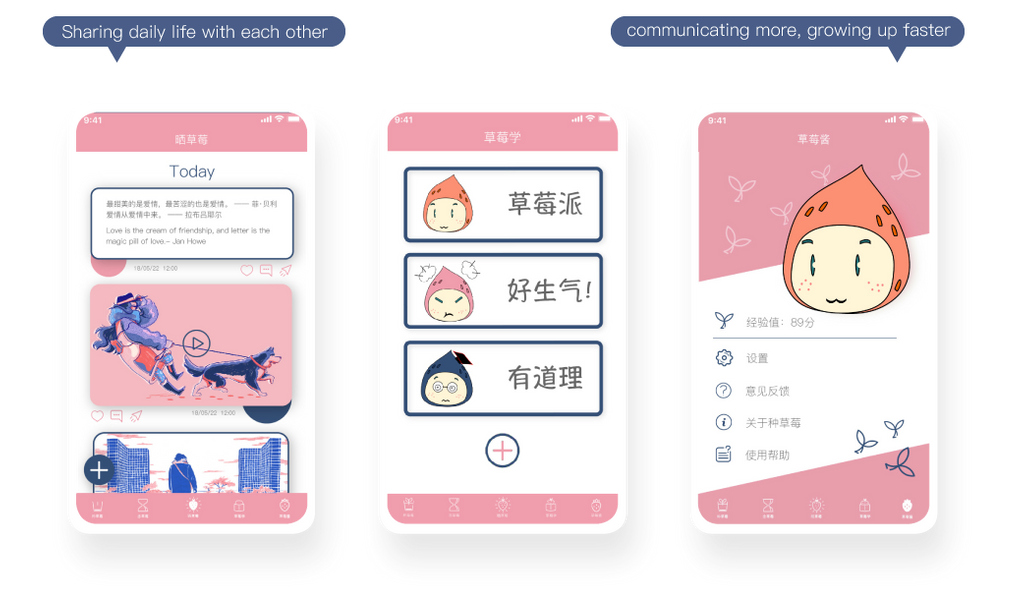 Sharing daily life with each other
communicating more, growing up faster
9:41
晒草莓
Today
最甜美的是爱情，最苦涩的也是爱情。 —— 菲·贝利
爱情从爱情中来。 —— 拉布吕耶尔
Love is the cream of friendship, and letter is the
magic pill of love.- Jan Howe
18/05/22 12:00
18/05/22 12:00
9:41
草莓学
草莓派
好生气!
有道理
9:41
草莓酱
经验值：89分
设置
意见反馈
关于种草莓
使用帮助